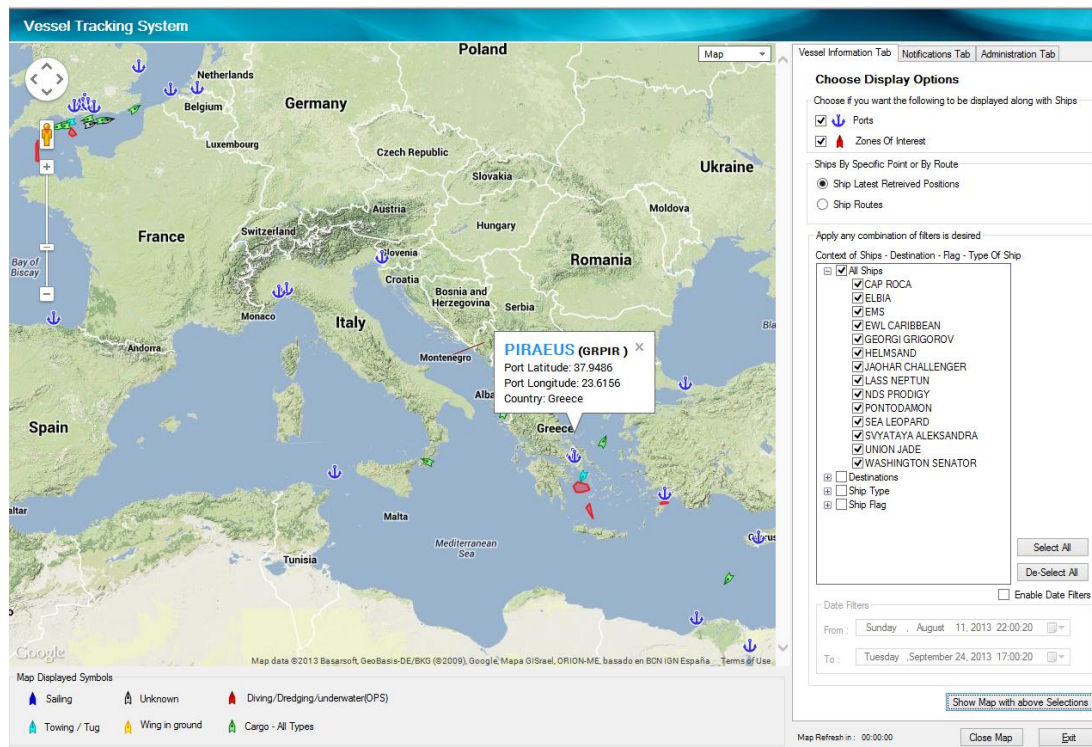 Vessel Tracking System
Poland
Map
Netherlands
Belgium
Germany
Luxembourg
Czech Republic
Slovakia
Ukraine
Austria
Moldova
Switzerland
Hungary
France
Slovenia
Romania
Bay of
Biscay
Croatia
Bosnia and
Herzegovina
Serbia
Monaco
Italy
Andorra
Montenegro
PIRAEUS (GRPIR )
Port Latitude: 37.9486
Port Longitude: 23.6156
Country: Greece
Alba
Spain
Greece
altar
Malta
Mediterranean
Sea
Tunisia
Google
Map data ©2013 Basarsoft, GeoBasis-DE/BKG (©2009), Google, Mapa GISrael, ORION-ME, basado en BCN IGN España
Terms of Use
Map Displayed Symbols
Sailing
Unknown
Diving/Dredging/underwater(OPS)
Towing / Tug
Wing in ground
Cargo - All Types
Vessel Information Tab
Notifications Tab
Administration Tab
Choose Display Options
Choose if you want the following to be displayed along with Ships
Ports
Zones Of Interest
Ships By Specific Point or By Route
Ship Latest Retreived Positions
Ship Routes
Apply any combination of filters is desired
Context of Ships - Destination - Flag - Type Of Ship
All Ships
CAP ROCA
ELBIA
EMS
EWL CARIBBEAN
GEORGI GRIGOROV
HELMSAND
JAOHAR CHALLENGER
LASS NEPTUN
NDS PRODIGY
PONTODAMON
SEA LEOPARD
SVYATAYA ALEKSANDRA
UNION JADE
WASHINGTON SENATOR
Destinations
Ship Type
Ship Flag
Select All
De-Select All
Enable Date Filters
Date Filters
From : Sunday , August 11, 2013 22:00:20
To : Tuesday ,September 24, 2013 17:00:20
Show Map with above Selections
Map Refresh in : 00:00:00
Close Map
Exit